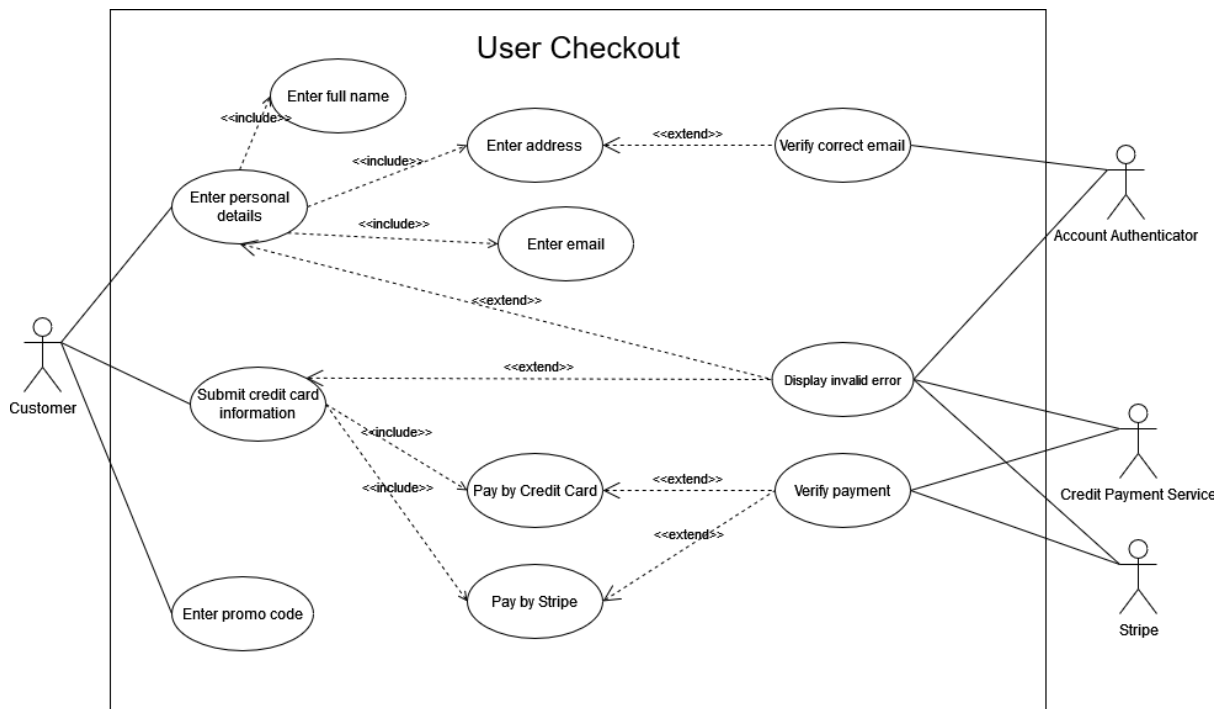 User Checkout
Enter full name
<<include>>
Enter address
<<extend>>
Verify correct email
<<include>>
Enter personal
details
<<include>>
Enter email
Account Authenticator
<<extend>>
<<extend>>
Display invalid error
Customer
Submit credit card
information
<<include>>
<<include>>
Pay by Credit Card
<<extend>>
Verify payment
Credit Payment Service
<<extend>>
Pay by Stripe
Enter promo code
Stripe